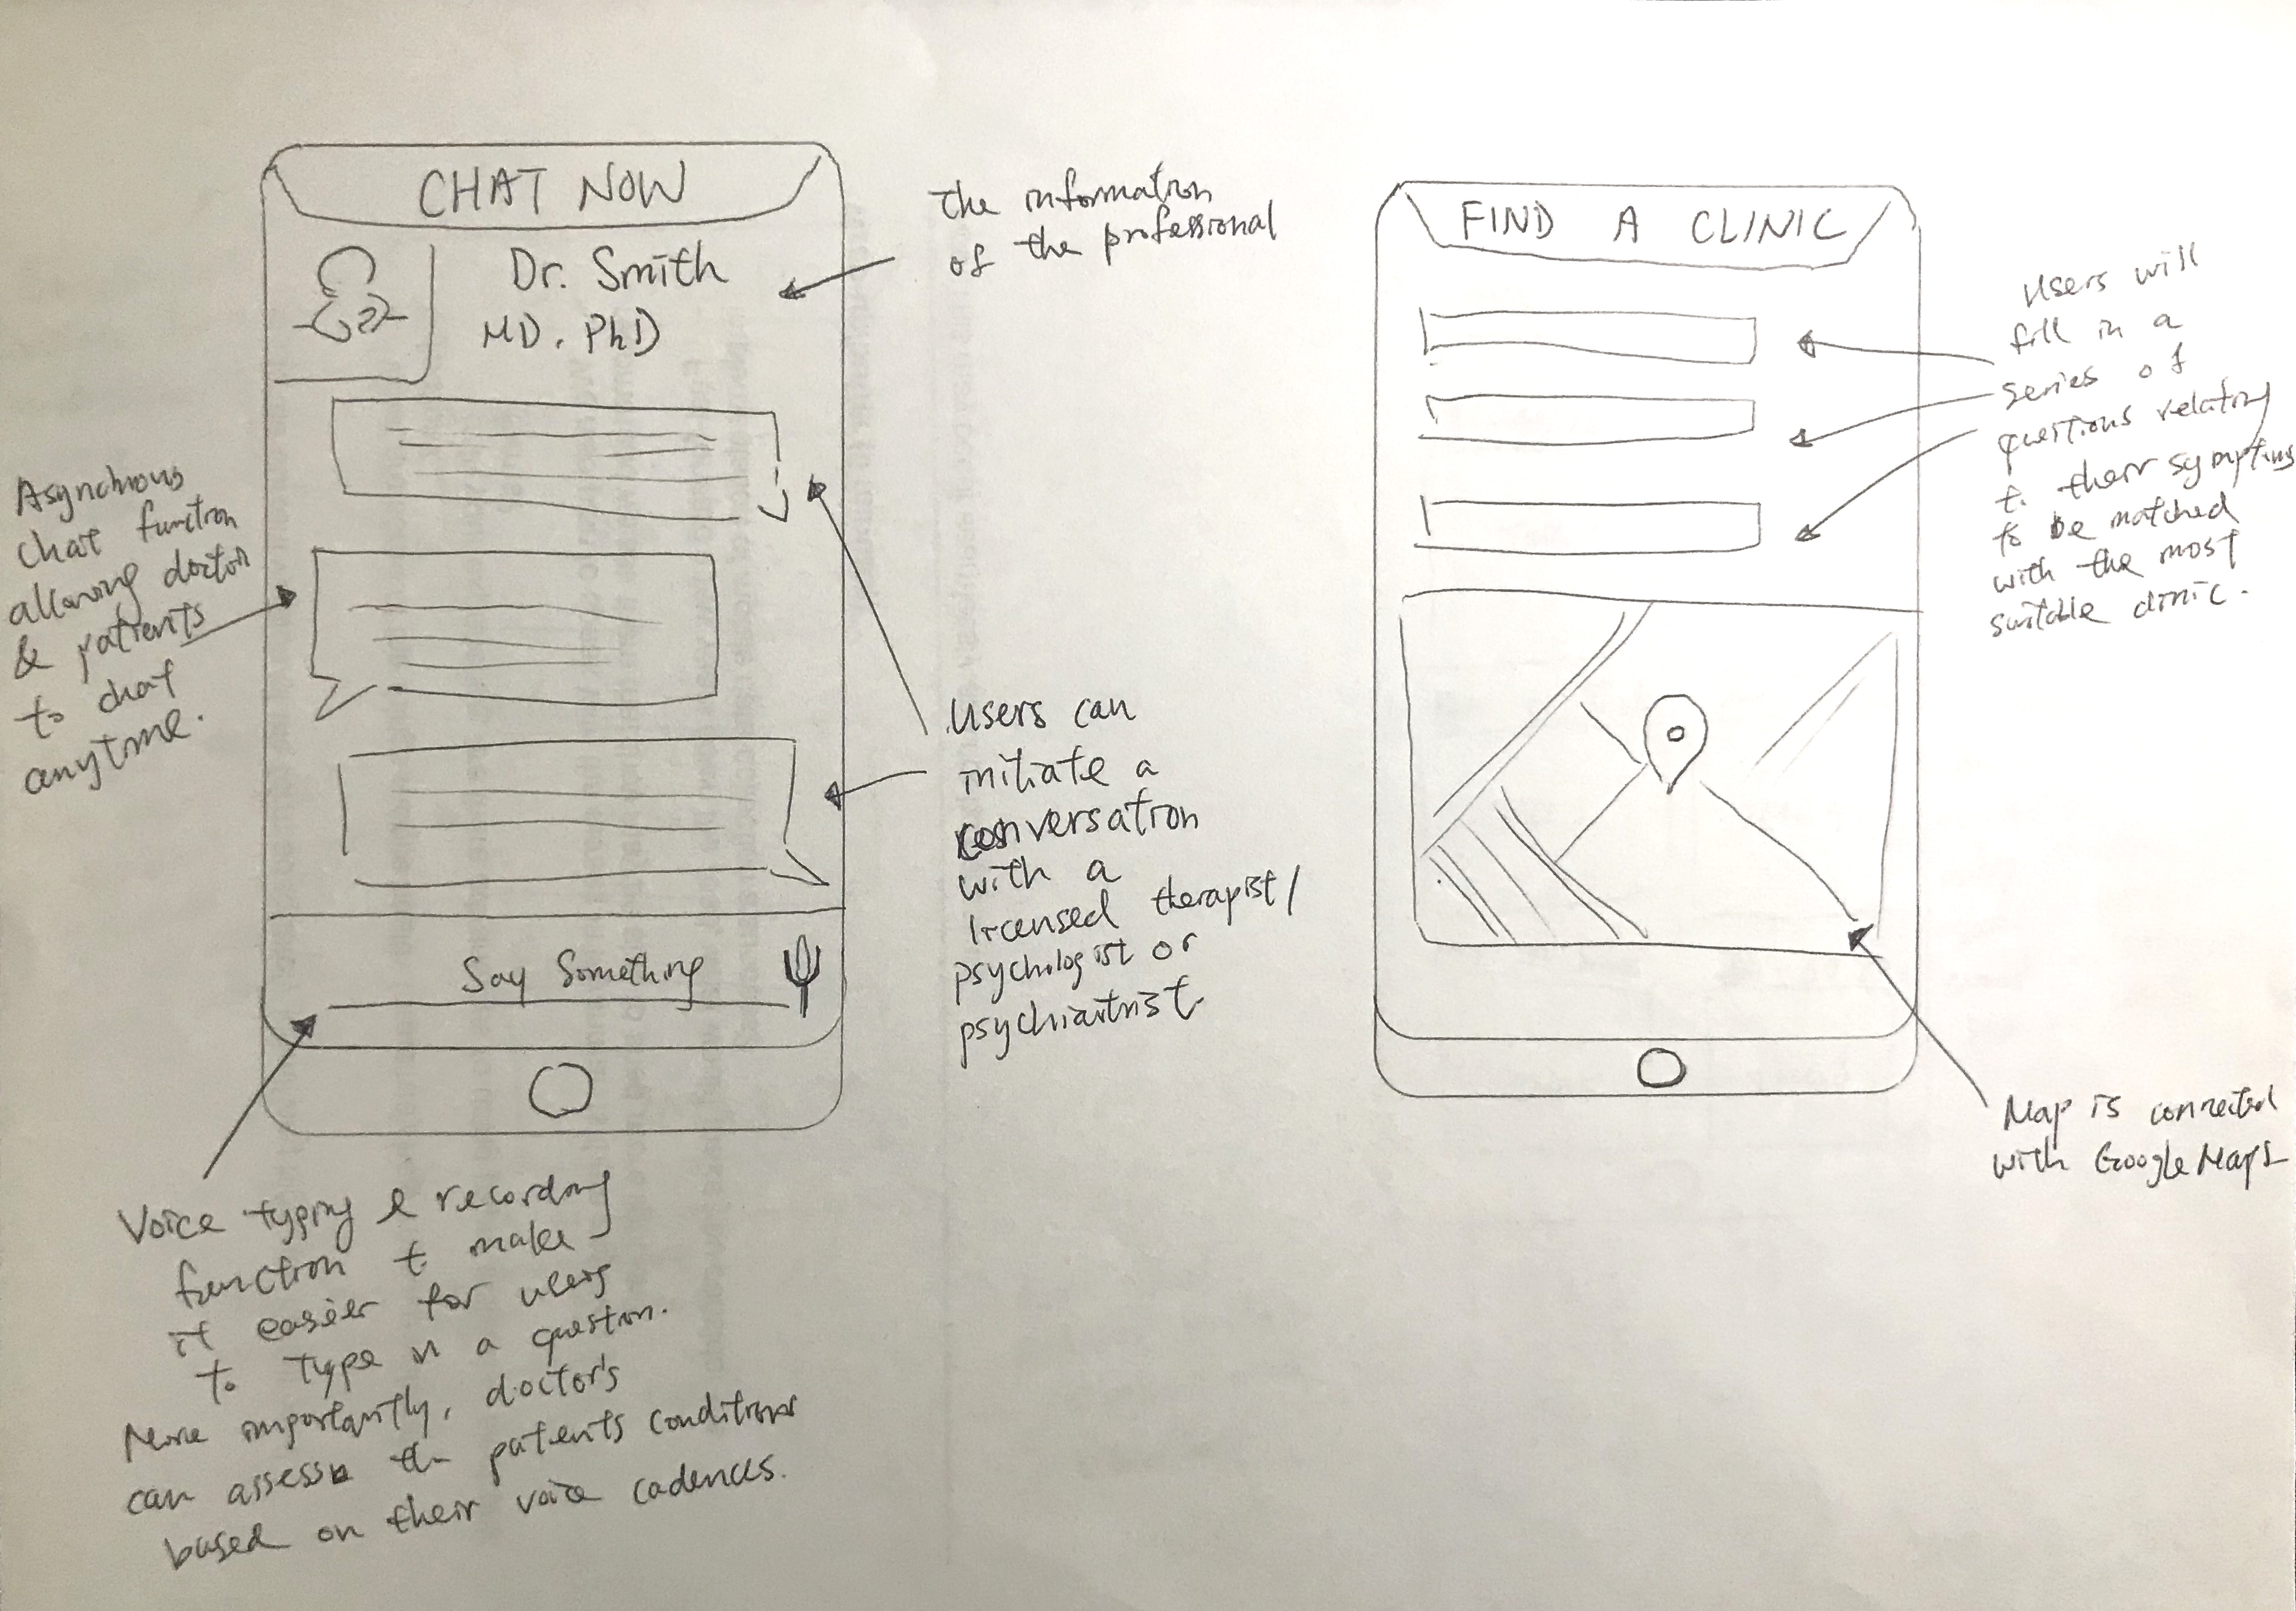 CHAT NOW
Dr. Smith
MD. PhD
Say Something
The information
of the professional
Asynchrous
chat function
allowing doctor
& patients
to chat
anytime.
Users can
initiate a
conversation
with a
licensed therapist/
psychologist or
psychiatrist
Voice typing & recording
function to make
it easier for users
to type in a question.
More importantly, doctor's
can assess the patents conditions
based on their voice cadences.
FIND A CLINIC
Users will
fill in a
series of
questions relating
to their symptoms
to be matched
with the most
suitable clinic.
Map is connected
with Google Maps